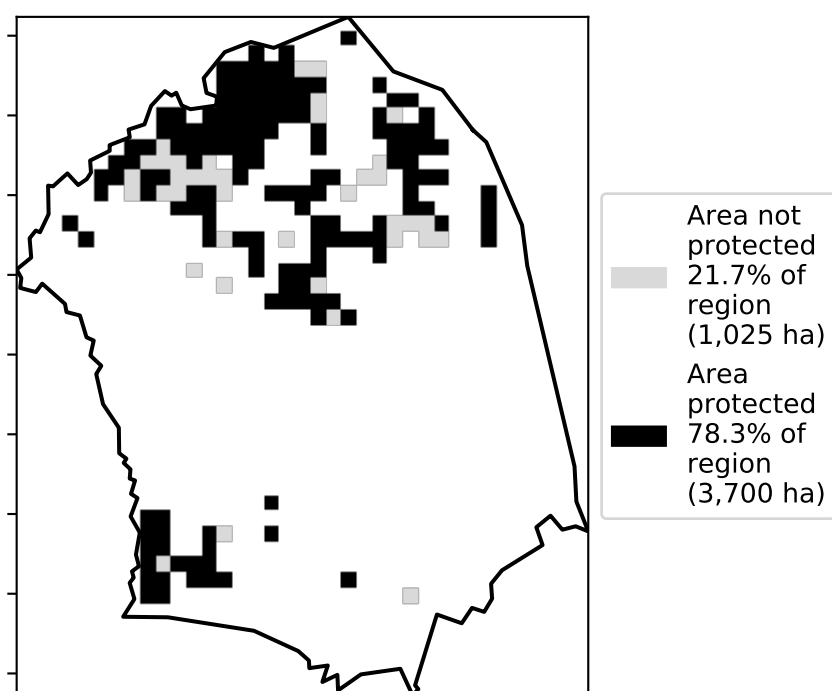 Area not
protected
21.7% of
region
(1,025 ha)
Area
protected
78.3% of
region
(3,700 ha)